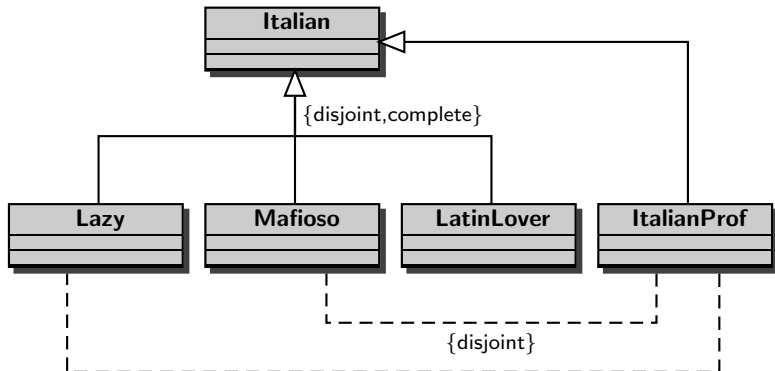 Italian
{disjoint,complete}
Lazy
Mafioso
LatinLover
ItalianProf
{disjoint}